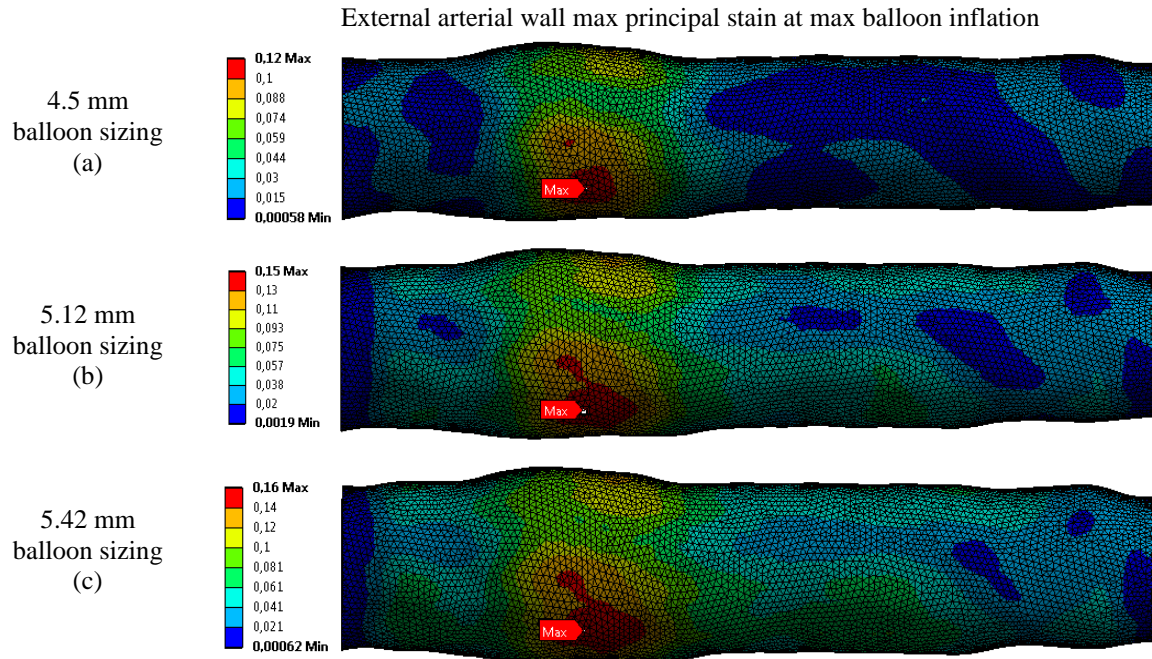 External arterial wall max principal stain at max balloon inflation
4.5 mm
balloon sizing
(a)
0,12 Max
0,1
0,088
0,074
0,059
0,044
0,03
0,015
0,00058 Min
Max
5.12 mm
balloon sizing
(b)
0,15 Max
0,13
0,11
0,093
0,075
0,057
0,038
0,02
0,0019 Min
Max
5.42 mm
balloon sizing
(c)
0,16 Max
0,14
0,12
0,1
0,081
0,061
0,041
0,021
0,00062 Min
Max